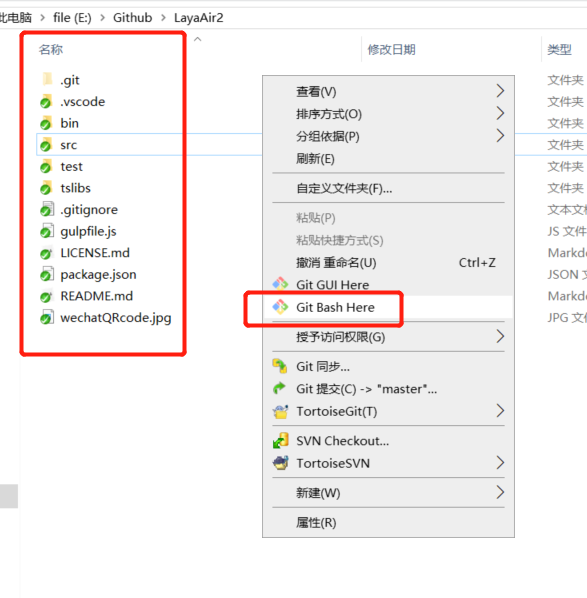 此电脑 > file (E:) > Github > LayaAir2
名称 修改日期 类型
.git 文件夹
.vscode 文件夹
bin 文件夹
src 文件夹
test 文件夹
tslibs 文件夹
.gitignore 文本文
gulpfile.js JS 文件
LICENSE.md Markd
package.json JSON
README.md Markd
wechatQRcode.jpg JPG 文
查看(V)
排序方式(O)
分组依据(P)
刷新(E)
自定义文件夹(F)...
粘贴(P)
粘贴快捷方式(S)
撤消 重命名(U) Ctrl+Z
Git GUI Here
Git Bash Here
授予访问权限(G)
Git 同步...
Git 提交(C) -> "master"...
TortoiseGit(T)
SVN Checkout...
TortoiseSVN
新建(W)
属性(R)